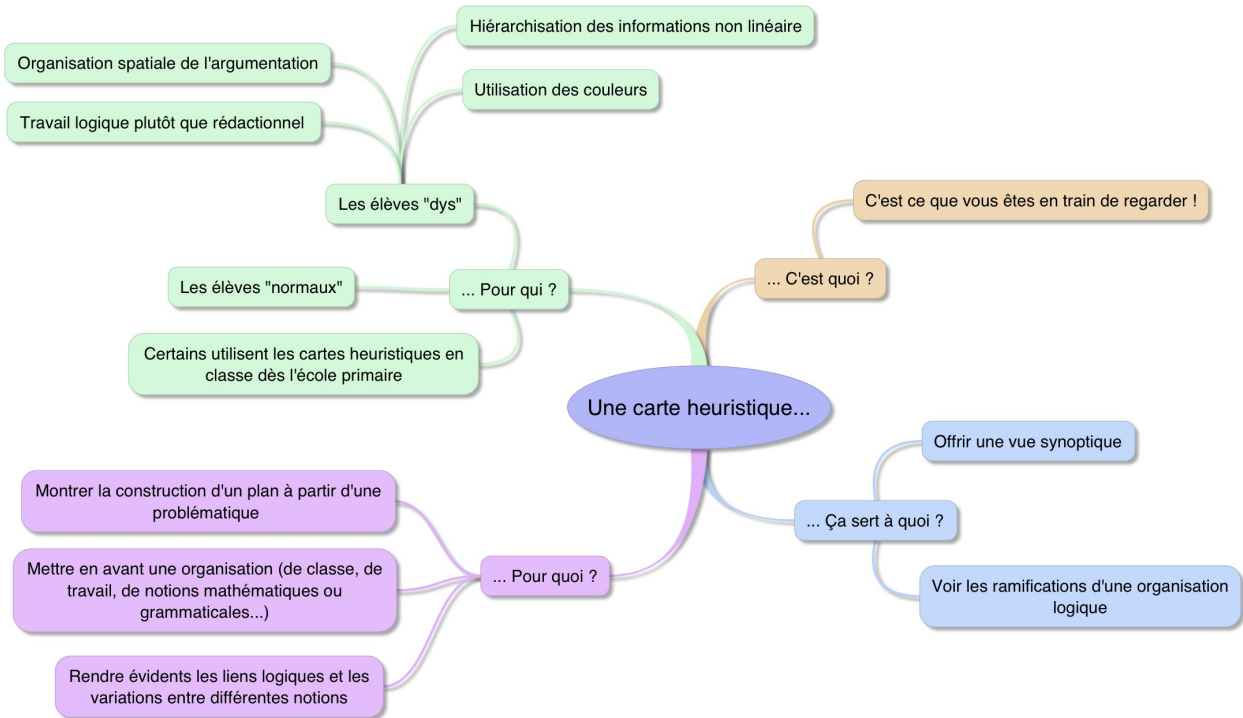 Hiérarchisation des informations non linéaire
Organisation spatiale de l'argumentation
Utilisation des couleurs
Travail logique plutôt que rédactionnel
Les élèves "dys"
Les élèves "normaux"
... Pour qui ?
Certains utilisent les cartes heuristiques en
classe dès l'école primaire
C'est ce que vous êtes en train de regarder !
... C'est quoi ?
Une carte heuristique...
Offrir une vue synoptique
... Ça sert à quoi ?
Voir les ramifications d'une organisation
logique
Montrer la construction d'un plan à partir d'une
problématique
Mettre en avant une organisation (de classe, de
travail, de notions mathématiques ou
grammaticales...)
... Pour quoi ?
Rendre évidents les liens logiques et les
variations entre différentes notions